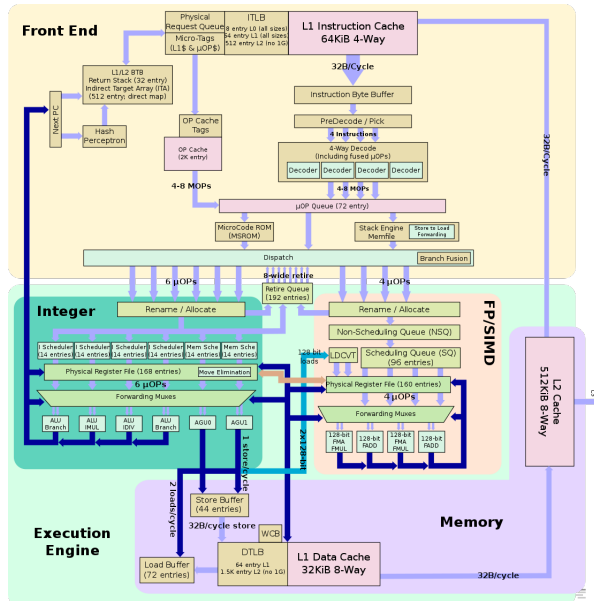 Front End
Physical
Request Queue
Micro-Tags
(L1$ & μOP$)
ITLB
8 entry L0 (all sizes)
64 entry L1 (all sizes)
512 entry L2 (no 1G)
L1 Instruction Cache
64KiB 4-Way
L1/L2 BTB
Return Stack (32 entry)
Indirect Target Array (ITA)
(512 entry; direct map)
Next PC
Hash
Perceptron
32B/Cycle
Instruction Byte Buffer
OP Cache
Tags
PreDecode / Pick
4 Instructions
OP Cache
(2K entry)
4-Way Decode
(Including fused μOPs)
Decoder
Decoder
Decoder
Decoder
32B/Cycle
4-8 MOPs
4-8 MOPs
μOP Queue (72 entry)
MicroCode ROM
(MSROM)
Stack Engine
Memfile
Store to Load
Forwarding
Dispatch
Branch Fusion
6 μOPs
8-wide retire
4 μOPs
Retire Queue
(192 entries)
Integer
Rename / Allocate
Rename / Allocate
FP/SIMD
Non-Scheduling Queue (NSQ)
I Scheduler
(14 entries)
I Scheduler
(14 entries)
I Scheduler
(14 entries)
I Scheduler
(14 entries)
Mem Sche
(14 entries)
Mem Sche
(14 entries)
128 bit
loads
LDCVT
Scheduling Queue (SQ)
(96 entries)
Physical Register File (168 entries)
Move Elimination
Physical Register File (160 entries)
6 μOPs
4 μOPs
Forwarding Muxes
Forwarding Muxes
ALU
Branch
ALU
IMUL
ALU
IDIV
ALU
Branch
AGU0
AGU1
128-bit
FMA
FMUL
128-bit
FADD
128-bit
FMA
FMUL
128-bit
FADD
L2 Cache
512KiB 8-Way
1 store/cycle
2x128-bit
2 loads/cycle
Store Buffer
(44 entries)
32B/cycle store
Execution
Engine
Memory
WCB
DTLB
64 entry L1
1.5K entry L2 (no 1G)
L1 Data Cache
32KiB 8-Way
Load Buffer
(72 entries)
32B/cycle